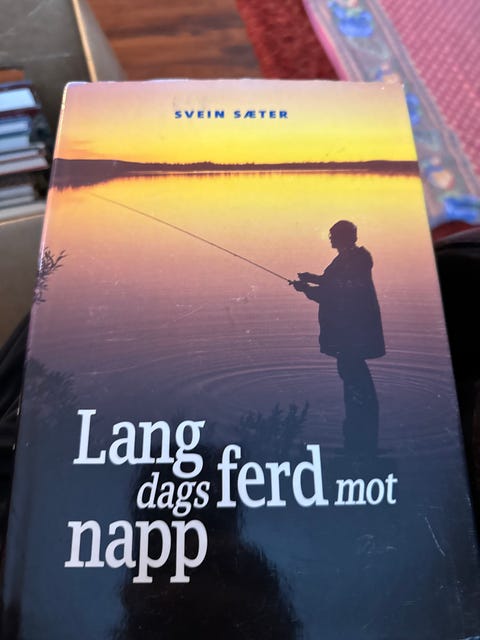 SVEIN SÆTER
Lang
dags ferd mot
napp